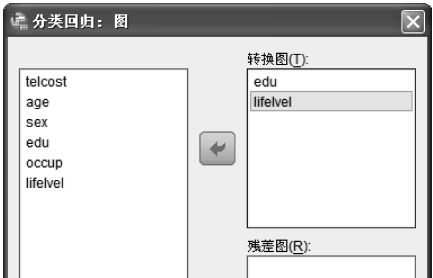 分类回归：图
转换图(T):
telcost
age
sex
edu
occup
lifelvel
edu
lifelvel
残差图(R):